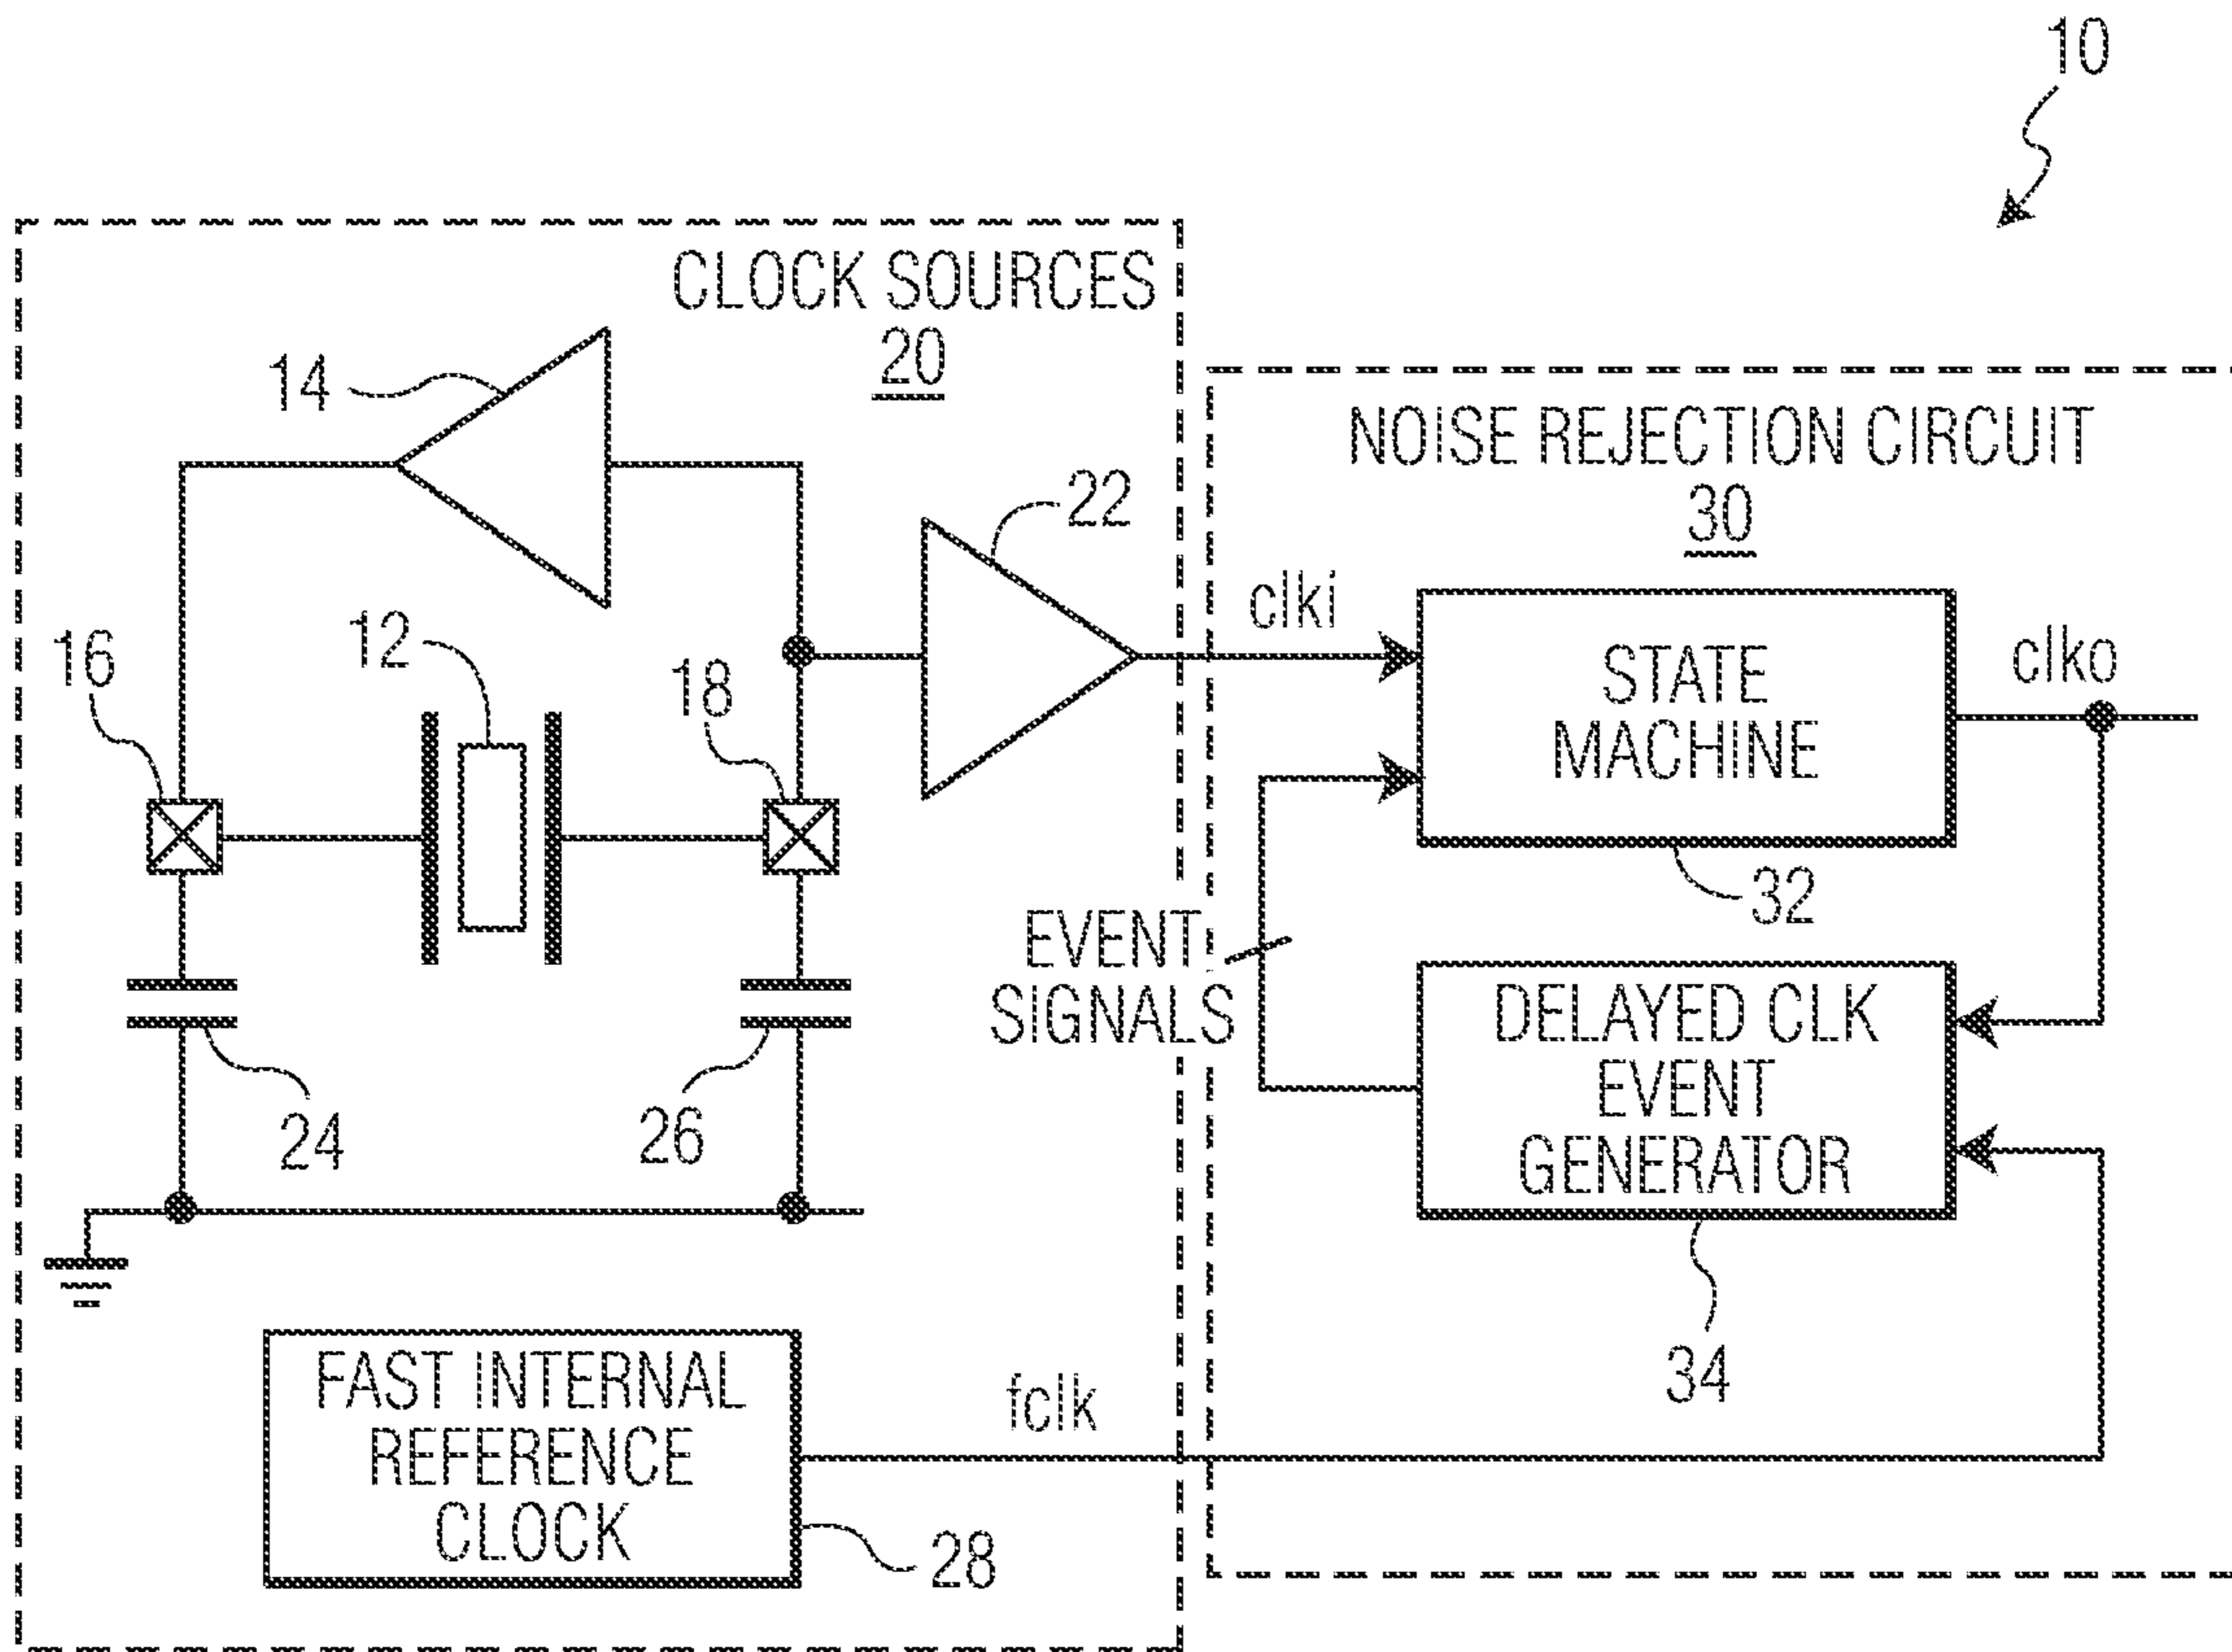 10
CLOCK SOURCES
20
14
NOISE REJECTION CIRCUIT
30
22
clki
16
12
18
STATE
MACHINE
clko
32
EVENT
SIGNALS
DELAYED CLK
EVENT
GENERATOR
24
26
34
FAST INTERNAL
REFERENCE
CLOCK
fclk
28